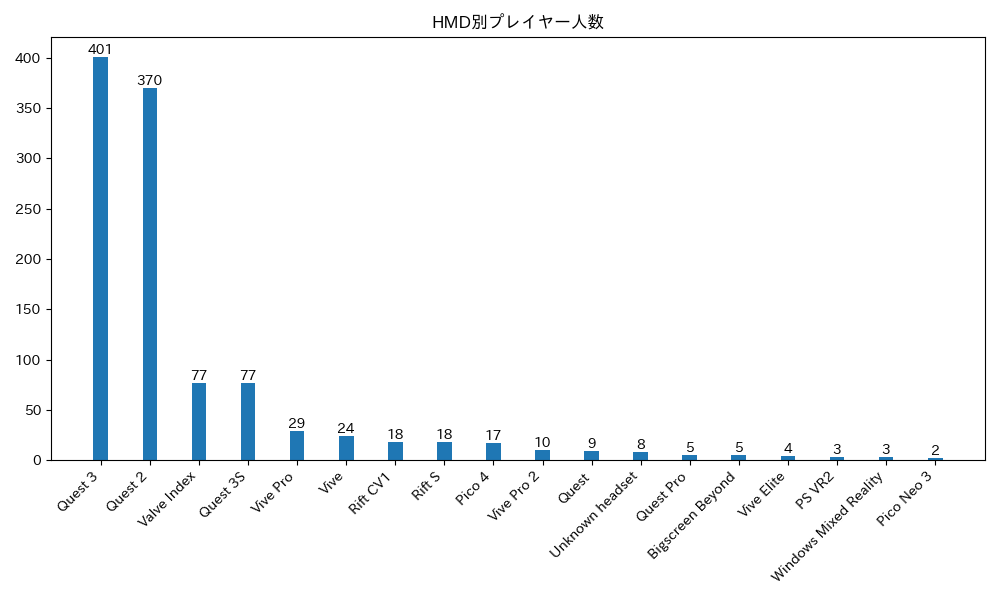 HMD別プレイヤー人数
400
350
300
250
200
150
100
50
0
401
370
77
77
29
24
18
18
17
10
9
8
5
5
4
3
3
2
Quest 3
Quest 2
Valve Index
Quest 3S
Vive Pro
Vive
Rift CV1
Rift S
Pico 4
Vive Pro 2
Quest
Unknown headset
Quest Pro
Bigscreen Beyond
Vive Elite
PS VR2
Windows Mixed Reality
Pico Neo 3